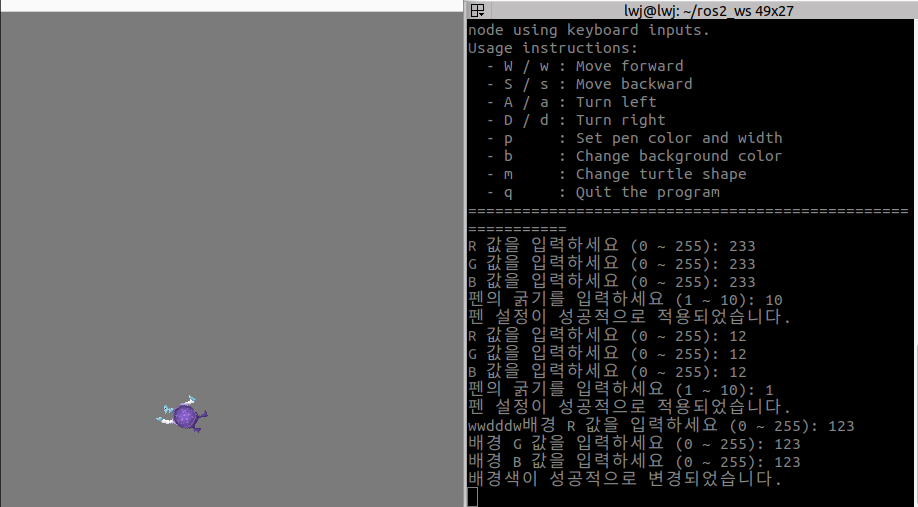 lwj@lwj: ~/ros2_ws 49x27
node using keyboard inputs.
Usage instructions:
- W / w : Move forward
- S / s : Move backward
- A / a : Turn left
- D / d : Turn right
- p : Set pen color and width
- b : Change background color
- m : Change turtle shape
- q : Quit the program
=================================================
===========
R 값을 입력하세요 (0 ~ 255): 233
G 값을 입력하세요 (0 ~ 255): 233
B 값을 입력하세요 (0 ~ 255): 233
펜의 굵기를 입력하세요 (1 ~ 10): 10
펜 설정이 성공적으로 적용되었습니다.
R 값을 입력하세요 (0 ~ 255): 12
G 값을 입력하세요 (0 ~ 255): 12
B 값을 입력하세요 (0 ~ 255): 12
펜의 굵기를 입력하세요 (1 ~ 10): 1
펜 설정이 성공적으로 적용되었습니다.
wwdddw배경 R 값을 입력하세요 (0 ~ 255): 123
배경 G 값을 입력하세요 (0 ~ 255): 123
배경 B 값을 입력하세요 (0 ~ 255): 123
배경색이 성공적으로 변경되었습니다.